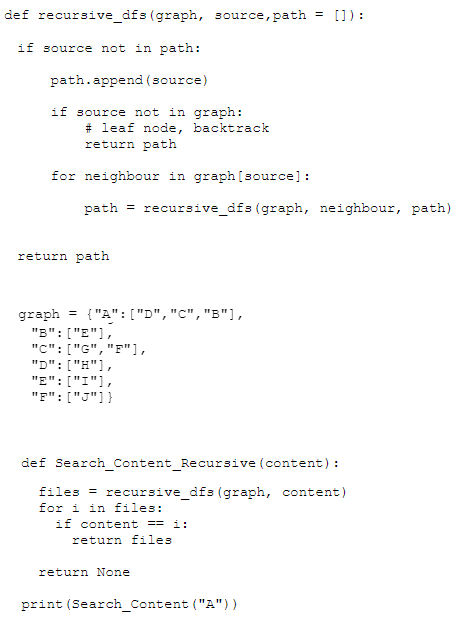 def recursive_dfs(graph, source,path = []):
if source not in path:
path.append(source)
if source not in graph:
# leaf node, backtrack
return path
for neighbour in graph[source]:
path = recursive_dfs(graph, neighbour, path)
return path
graph = {"A":["D","C","B"],
"B":["E"],
"C":["G","F"],
"D":["H"],
"E":["I"],
"F":["J"]}
def Search_Content_Recursive(content):
files = recursive_dfs(graph, content)
for i in files:
if content == i:
return files
return None
print(Search_Content("A"))